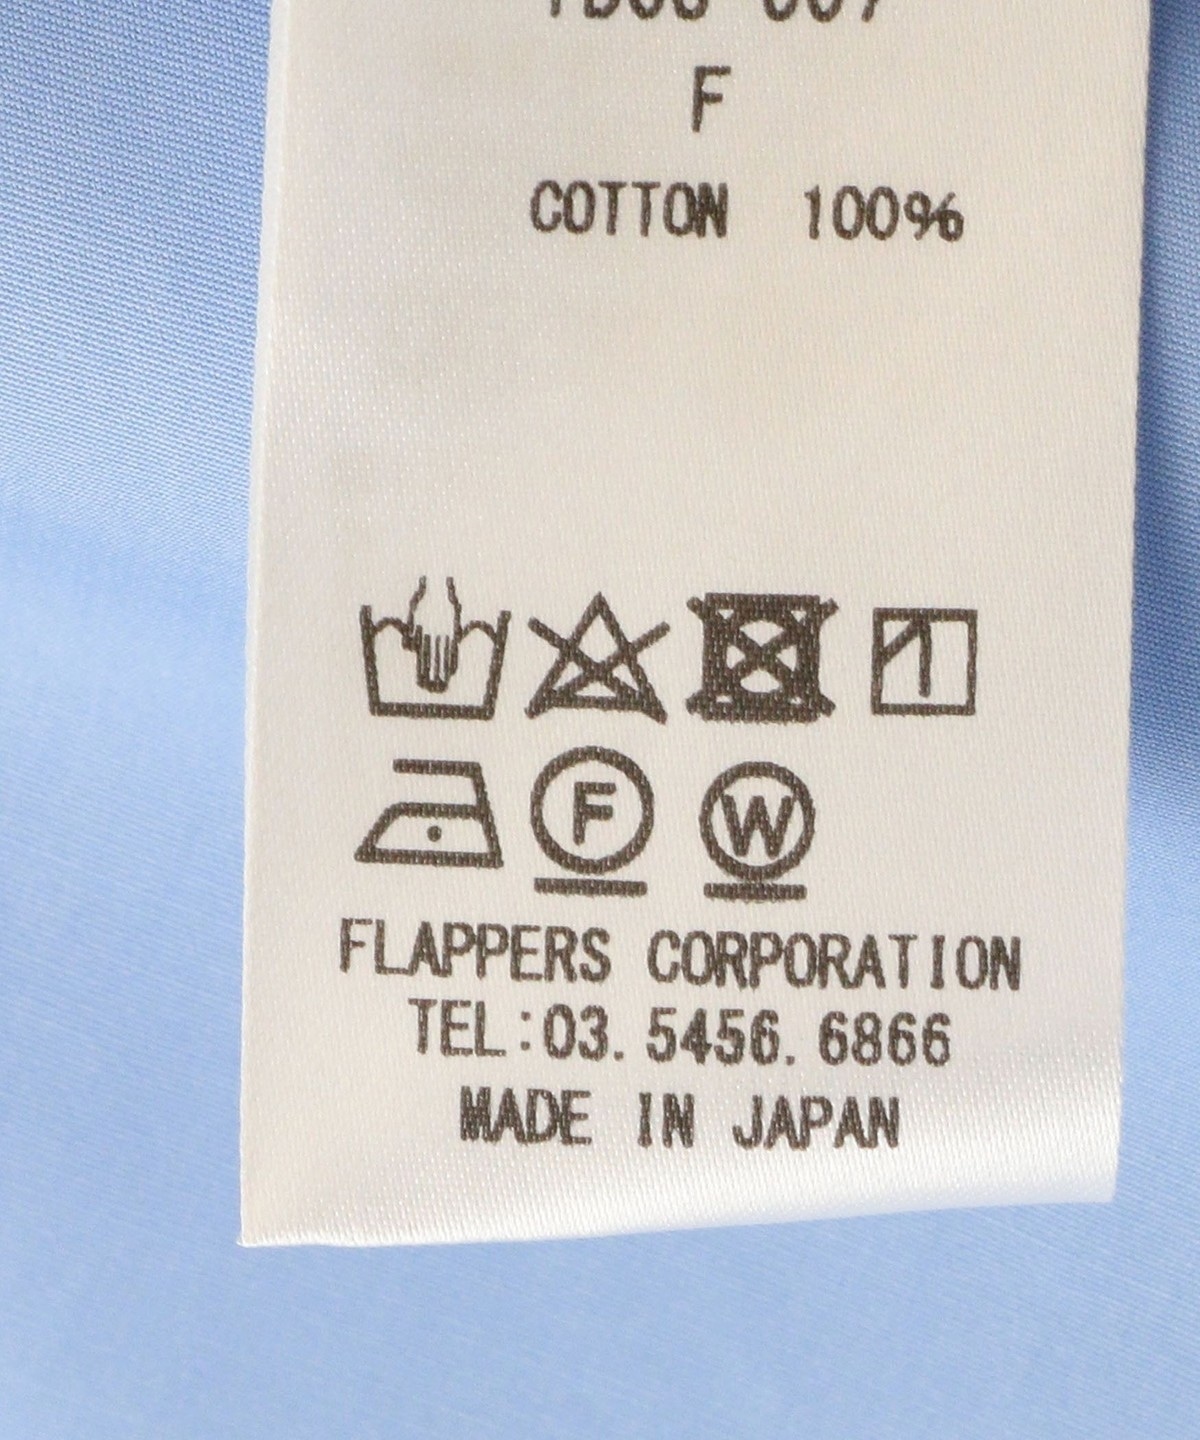 F
COTTON 100%
F W
FLAPPERS CORPORATION
TEL:03.5456.6866
MADE IN JAPAN